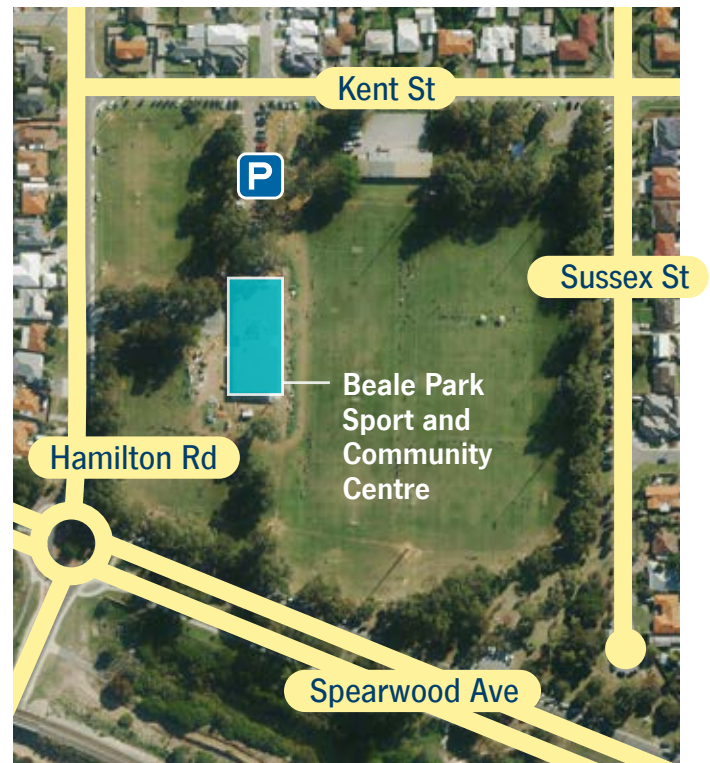 Kent St
P
Sussex St
Beale Park
Sport and
Community
Centre
Hamilton Rd
Spearwood Ave